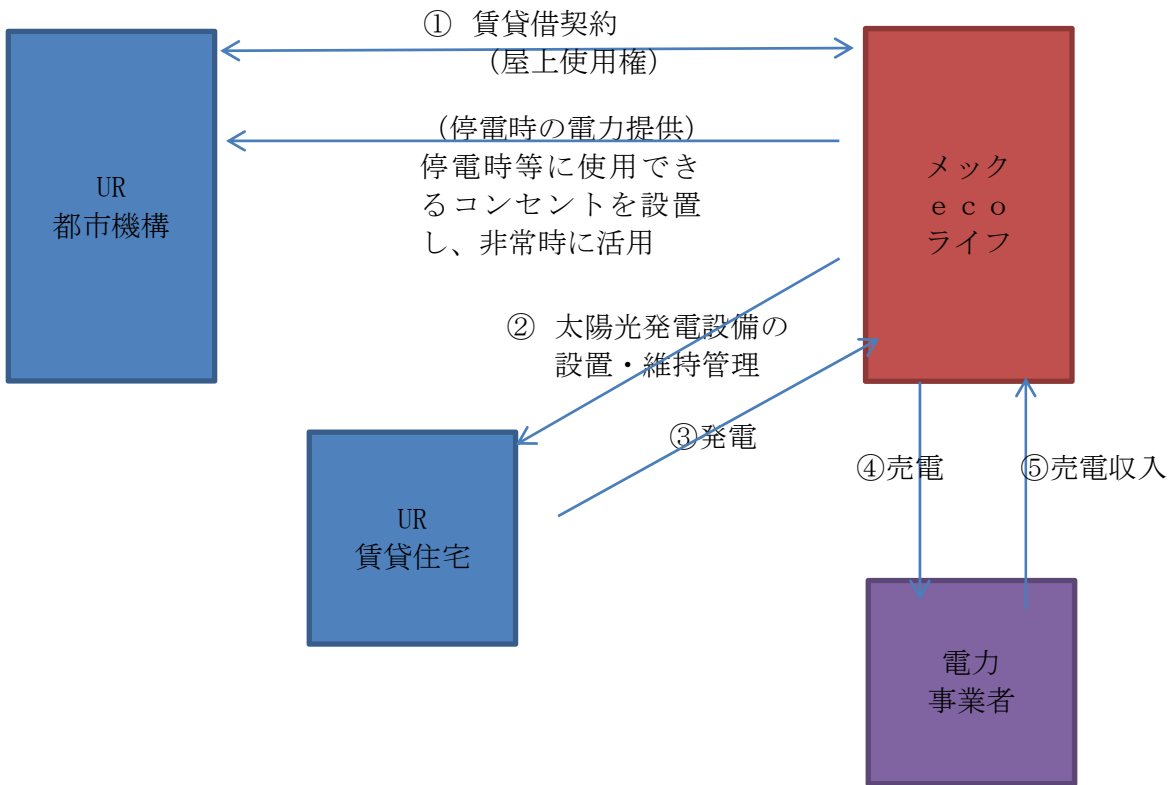 ① 賃貸借契約
（屋上使用権）
（停電時の電力提供）
停電時等に使用でき
るコンセントを設置
し、非常時に活用
UR
都市機構
メック
ｅｃｏ
ライフ
② 太陽光発電設備の
設置・維持管理
③発電
④売電
⑤売電収入
UR
賃貸住宅
電力
事業者